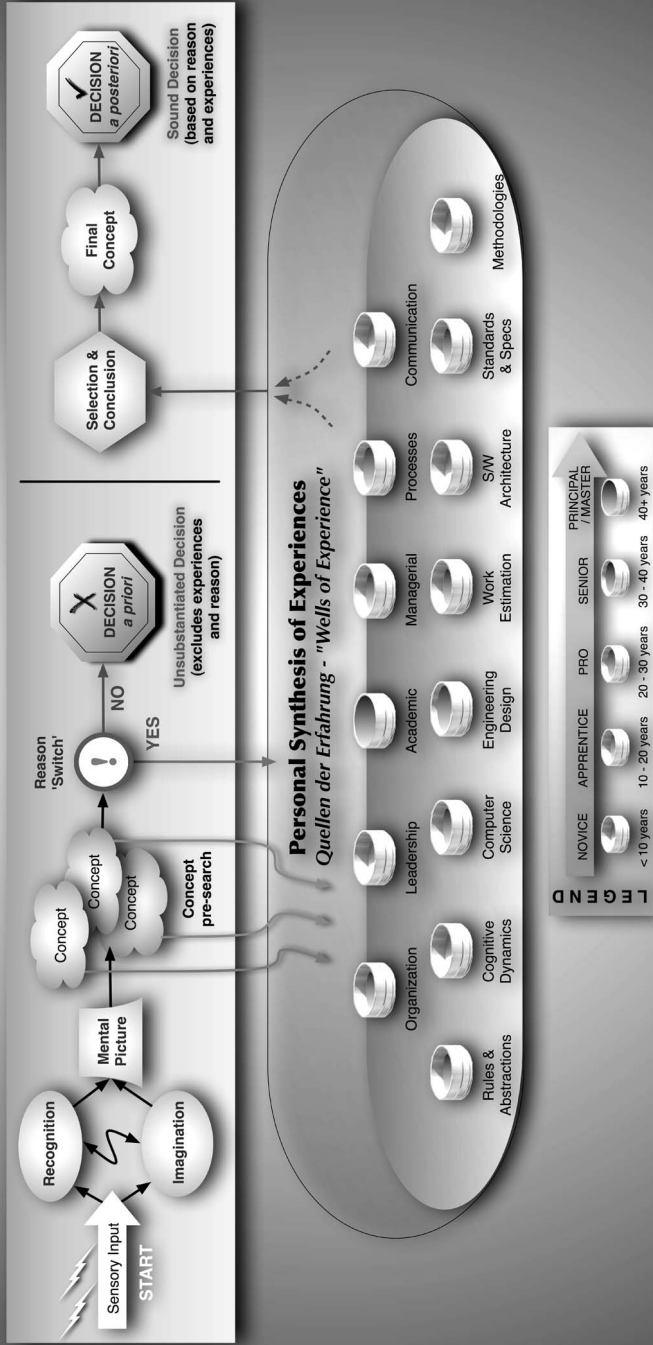 Sensory Input
START
Recognition
Imagination
Mental
Picture
Concept
Concept
Concept
Concept
pre-search
Reason
'Switch'
!
NO
YES
DECISION
a priori
Unsubstantiated Decision
(excludes experiences
and reason)
Selection &
Conclusion
Final
Concept
DECISION
a posteriori
Sound Decision
(based on reason
and experiences)
Personal Synthesis of Experiences
Quellen der Erfahrung - "Wells of Experience"
Organization
Leadership
Academic
Managerial
Processes
Communication
Rules &
Abstractions
Cognitive
Dynamics
Computer
Science
Engineering
Design
Work
Estimation
S/W
Architecture
Standards
& Specs
Methodologies
LEGEND
NOVICE
APPRENTICE
PRO
SENIOR
PRINCIPAL
/ MASTER
< 10 years
10 - 20 years
20 - 30 years
30 - 40 years
40+ years